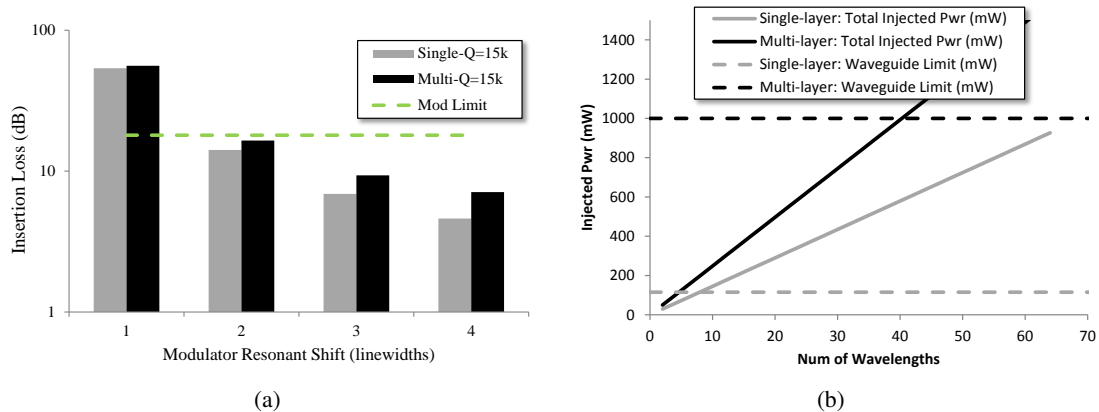 100
10
1
Insertion Loss (dB)
Single-Q=15k
Multi-Q=15k
Mod Limit
1 2 3 4
Modulator Resonant Shift (linewidths)
(a)
Single-layer: Total Injected Pwr (mW)
Multi-layer: Total Injected Pwr (mW)
Single-layer: Waveguide Limit (mW)
Multi-layer: Waveguide Limit (mW)
1400
1200
1000
800
600
400
200
0
Injected Pwr (mW)
0 10 20 30 40 50 60 70
Num of Wavelengths
(b)